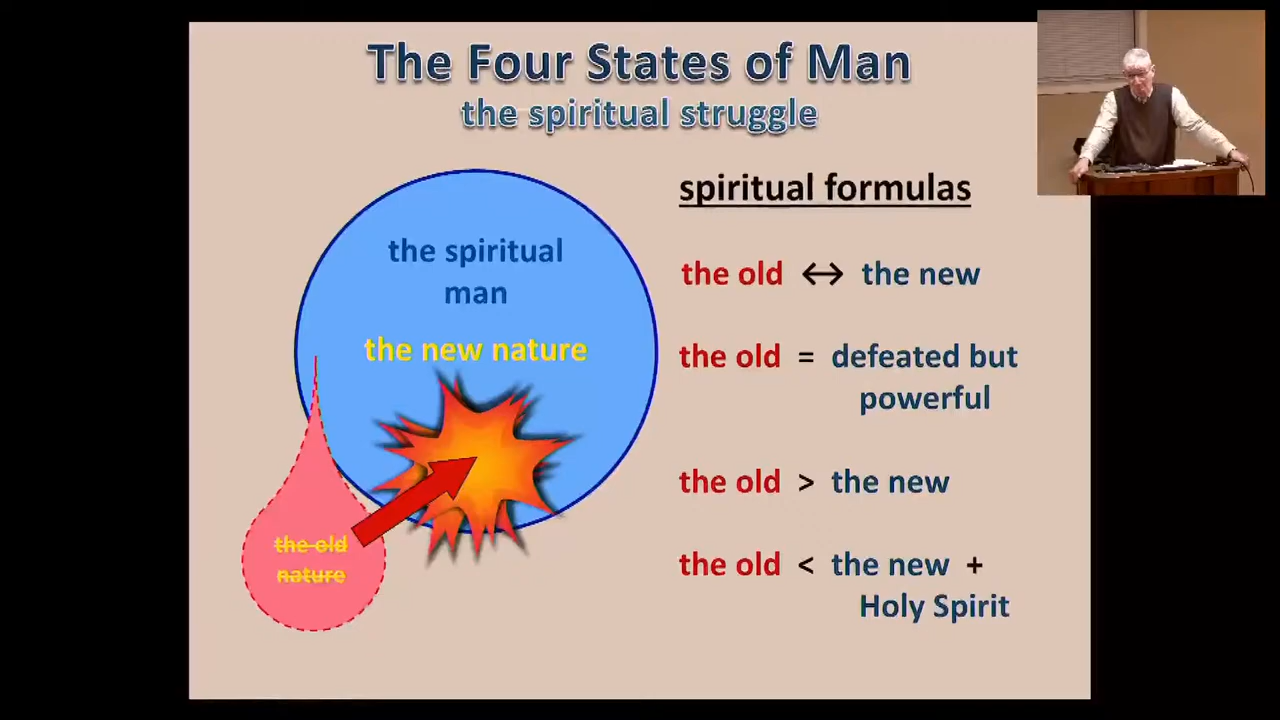 The Four States of Man
the spiritual struggle
the spiritual
man
the new nature
the old
nature
spiritual formulas
the old ↔ the new
the old = defeated but
powerful
the old > the new
the old < the new +
Holy Spirit